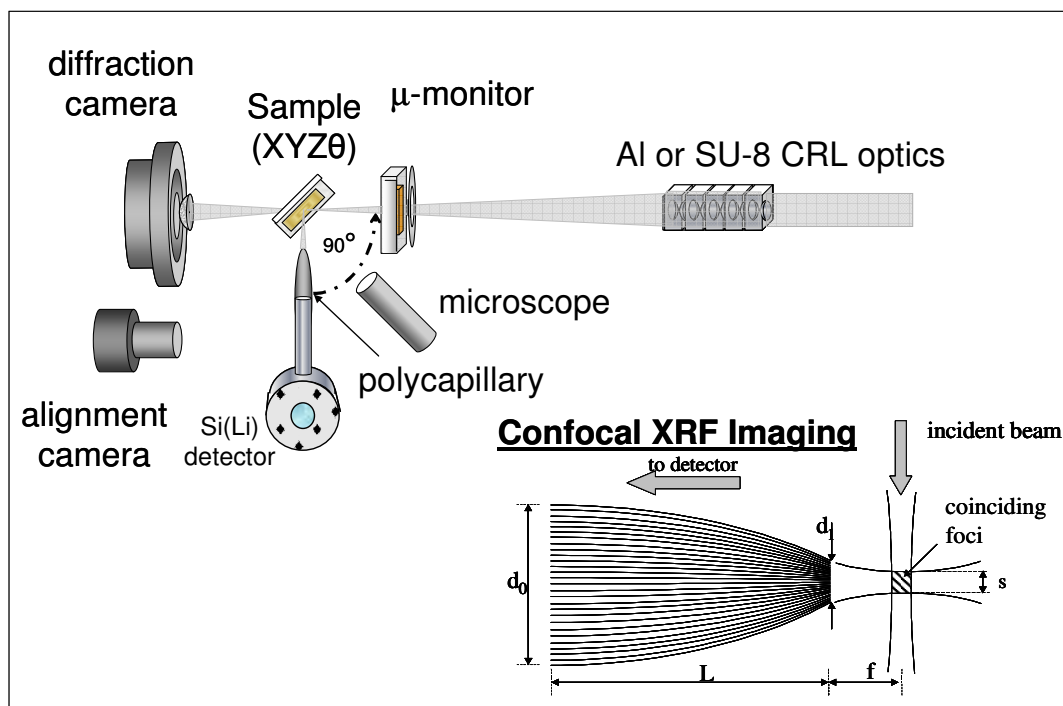 diffraction
camera
Sample
(XYZθ)
μ-monitor
Al or SU-8 CRL optics
90°
microscope
polycapillary
alignment
camera
Si(Li)
detector
Confocal XRF Imaging
incident beam
to detector
coinciding
foci
d₁
d₀
s
L
f